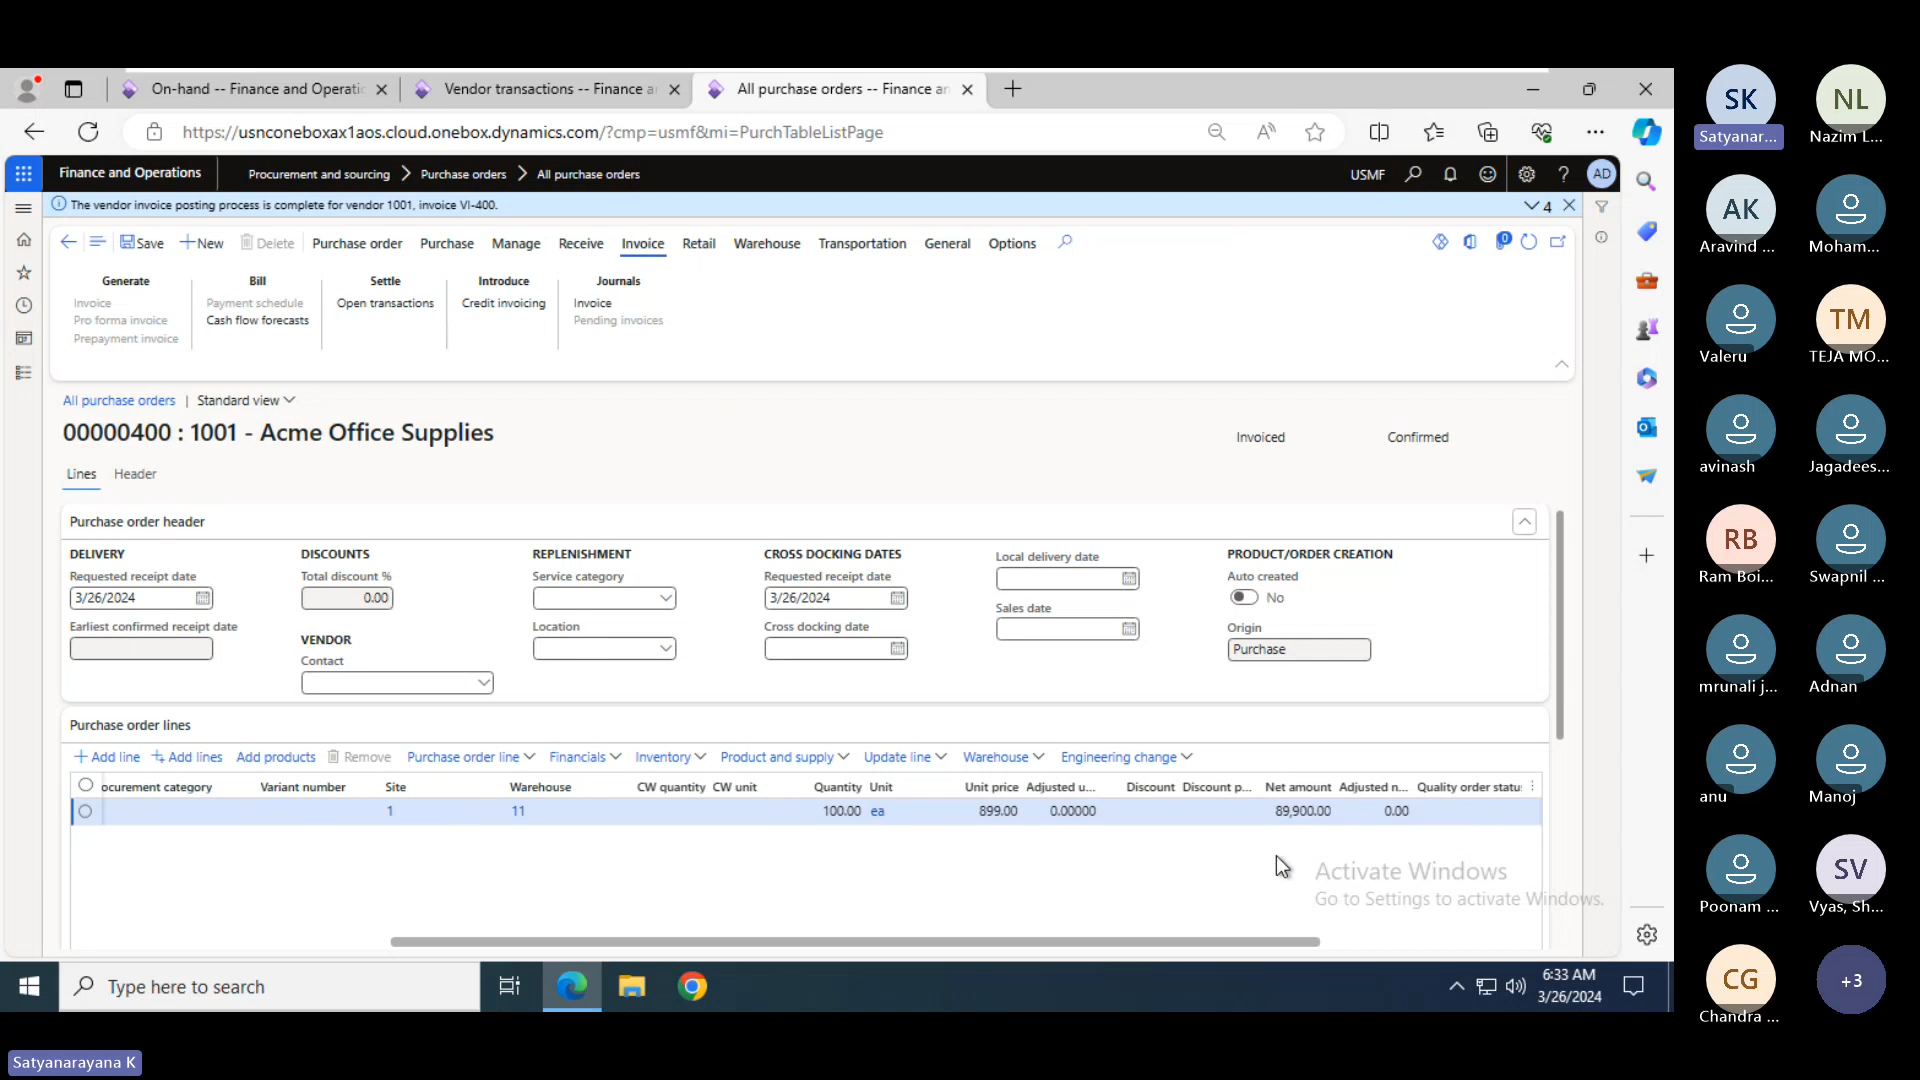 On-hand -- Finance and Operatio
Vendor transactions -- Finance a
All purchase orders -- Finance an
https://usnconeboxax1aos.cloud.onebox.dynamics.com/?cmp=usmf&mi=PurchTableListPage
Finance and Operations
Procurement and sourcing
Purchase orders
All purchase orders
USMF
AD
The vendor invoice posting process is complete for vendor 1001, invoice VI-400.
4
Save
New
Delete
Purchase order
Purchase
Manage
Receive
Invoice
Retail
Warehouse
Transportation
General
Options
0
Generate
Bill
Settle
Introduce
Journals
Invoice
Payment schedule
Open transactions
Credit invoicing
Invoice
Pro forma invoice
Cash flow forecasts
Pending invoices
Prepayment invoice
All purchase orders | Standard view
00000400 : 1001 - Acme Office Supplies
Invoiced
Confirmed
Lines
Header
Purchase order header
DELIVERY
Requested receipt date
3/26/2024
Earliest confirmed receipt date
DISCOUNTS
Total discount %
0.00
VENDOR
Contact
REPLENISHMENT
Service category
Location
CROSS DOCKING DATES
Requested receipt date
3/26/2024
Cross docking date
Local delivery date
Sales date
PRODUCT/ORDER CREATION
Auto created
No
Origin
Purchase
Purchase order lines
Add line
Add lines
Add products
Remove
Purchase order line
Financials
Inventory
Product and supply
Update line
Warehouse
Engineering change
ocurement category
Variant number
Site
Warehouse
CW quantity
CW unit
Quantity
Unit
Unit price
Adjusted u...
Discount
Discount p...
Net amount
Adjusted n...
Quality order statu
1
11
100.00
ea
899.00
0.00000
89,900.00
0.00
Activate Windows
Go to Settings to activate Windows.
Type here to search
6:33 AM
3/26/2024
SK
Satyanar...
NL
Nazim L...
AK
Aravind ...
Moham...
Valeru
TM
TEJA MO...
avinash
Jagadees...
RB
Ram Boi...
Swapnil ...
mrunali j...
Adnan
anu
Manoj
Poonam ...
SV
Vyas, Sh...
CG
Chandra ...
+3
Satyanarayana K